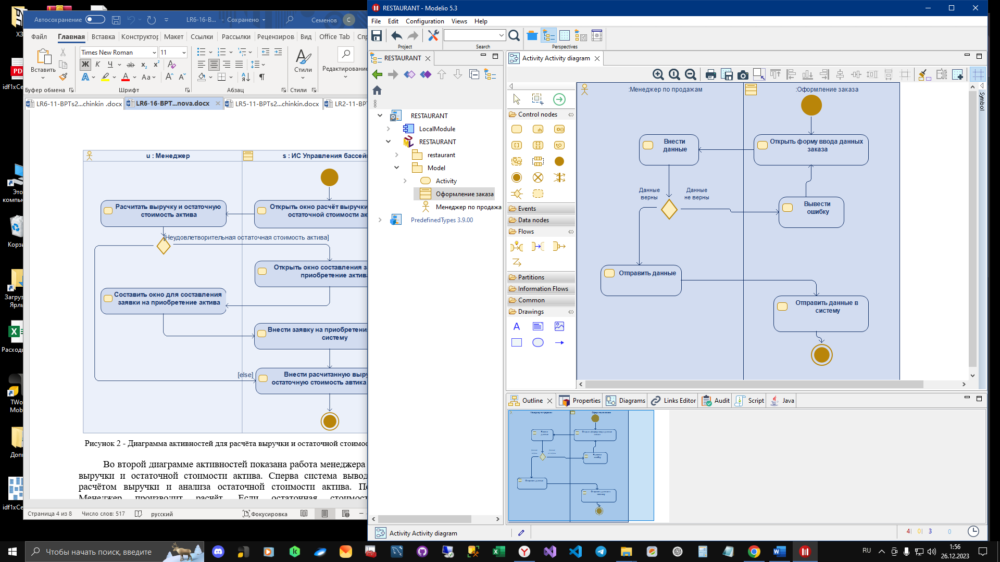 RESTAURANT - Modelio 5.3
File Edit Configuration Views Help
Project
Search
Perspectives
Автосохранение
LR6-16-B... - Сохранено
Семенов
С
Файл Главная Вставка Конструктор Макет Ссылки Рассылки Рецензиров Вид Office Tab Спр
Вставить
Times New Roman
11
Ж К Ч ab x₂ x²
Aa
Стили
Редактирование
Буфер обмена
Шрифт
Абзац
Стили
LR6-11-BPTs2...chinkin .docx
LR6-16-BPT...nova.docx
LR5-11-BPTs2...chinkin.docx
LR2-11-BPT
u : Менеджер
s : ИС Управления бассей
Расчитать выручку и остаточную
стоимость актива
Открыть окно расчёт выручки
остаточной стоимости ак
[Неудовлетворительная остаточная стоимость актива]
Открыть окно составления за
приобретение актива
Составить окно для составления
заявки на приобретение актива
Внести заявку на приобретени
систему
[else]
Внести расчитанную выру
остаточную стоимость автика
Рисунок 2 - Диаграмма активностей для расчёта выручки и остаточной стоимос
Во второй диаграмме активностей показана работа менеджера
выручки и остаточной стоимости актива. Сперва система вывод
расчётом выручки и анализа остаточной стоимости актива. По
Менеджер производит расчёт. Если остаточная стоимост
Страница 4 из 8
Число слов: 517
русский
Фокусировка
RESTAURANT
RESTAURANT
LocalModule
RESTAURANT
restaurant
Model
Activity
Оформление заказа
Менеджер по продажа
PredefinedTypes 3.9.00
Activity Activity diagram
Control nodes
Events
Data nodes
Flows
Partitions
Information Flows
Common
Drawings
Symbol
:Менеджер по продажам
:Оформление заказа
Внести
данные
Открыть форму ввода данных
заказа
Данные
верны
Данные
не верны
Вывести
ошибку
Отправить данные
Отправить данные в
систему
Outline
Properties
Diagrams
Links Editor
Audit
Script
Java
Activity Activity diagram
4 0 3
0
ХЗ
PDF
idf1xCe
Это
компь
Корзи
Загруз
Ярль
Расходь
TWo
Mob
Допи
idf1xCe
Чтобы начать поиск, введите
RU
1:56
26.12.2023